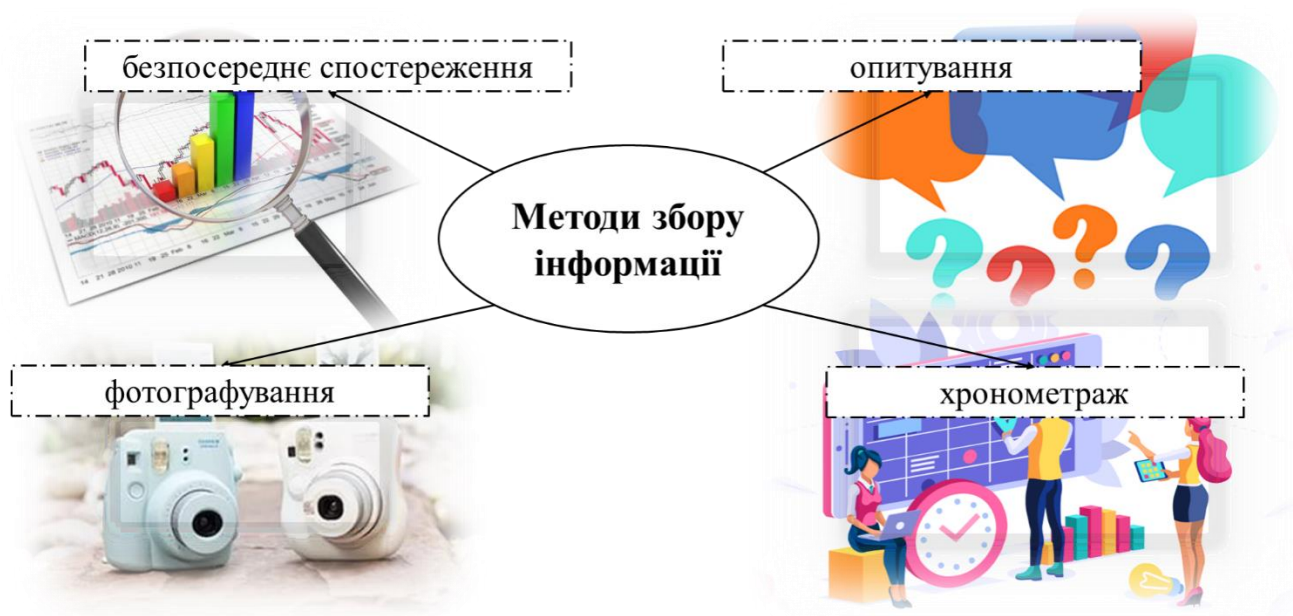 безпосереднє спостереження
опитування
Методи збору
інформації
фотографування
хронометраж